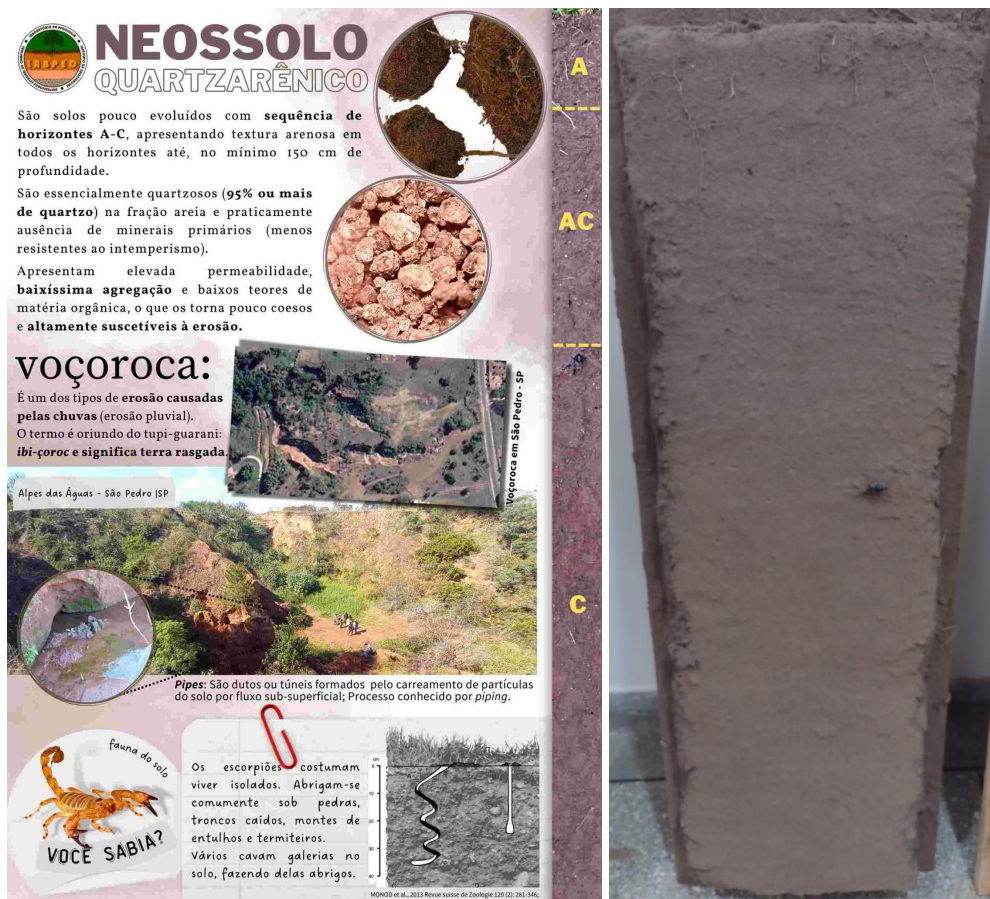 NEOSSOLO
QUARTZARÊNICO
São solos pouco evoluídos com sequência de
horizontes A-C, apresentando textura arenosa em
todos os horizontes até, no mínimo 150 cm de
profundidade.
São essencialmente quartzosos (95% ou mais
de quartzo) na fração areia e praticamente
ausência de minerais primários (menos
resistentes ao intemperismo).
Apresentam elevada permeabilidade,
baixíssima agregação e baixos teores de
matéria orgânica, o que os torna pouco coesos
e altamente suscetíveis à erosão.
voçoroca:
É um dos tipos de erosão causadas
pelas chuvas (erosão pluvial).
O termo é oriundo do tupi-guarani:
ibi-çoroc e significa terra rasgada.
Voçoroca em São Pedro - SP
Alpes das Águas - São Pedro |SP
Pipes: São dutos ou túneis formados pelo carreamento de partículas
do solo por fluxo sub-superficial; Processo conhecido por piping.
fauna do solo
VOCÊ SABIA?
Os escorpiões costumam
viver isolados. Abrigam-se
comumente sob pedras,
troncos caídos, montes de
entulhos e termiteiros.
Vários cavam galerias no
solo, fazendo delas abrigos.
cm
0
10
20
30
40
MONOD et al., 2013 Revue suisse de Zoologie 120 (2): 281-346;
A
AC
C
LABPED